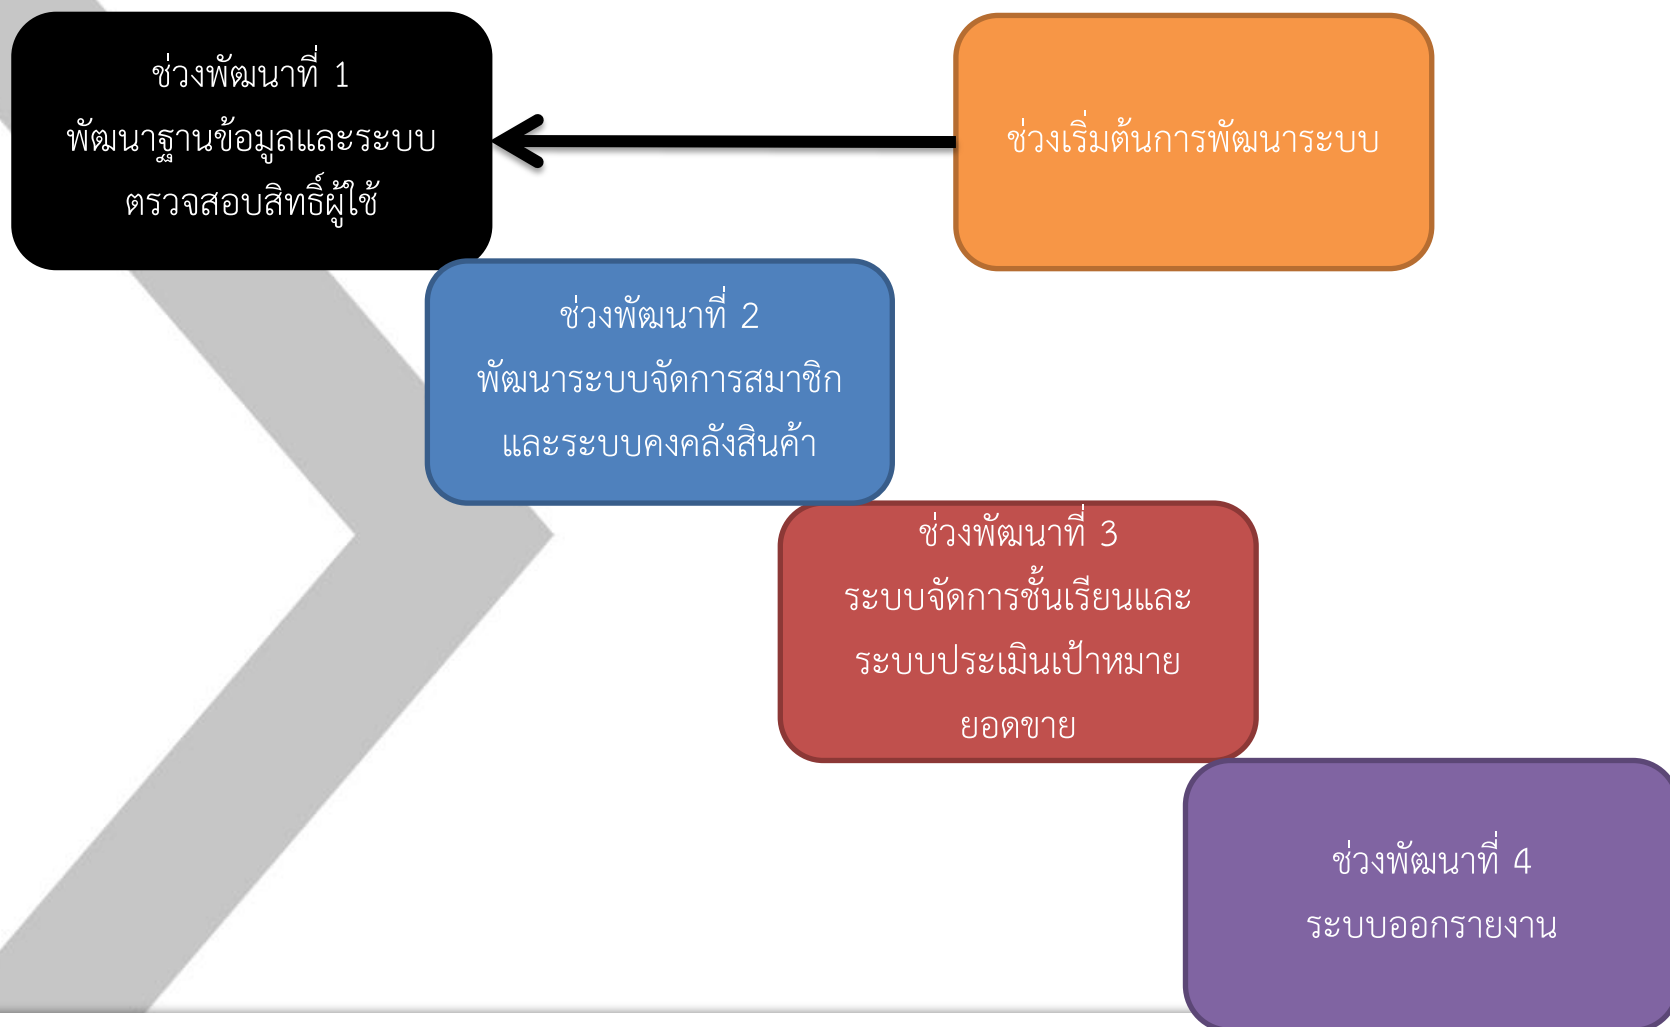 ช่วงพัฒนาที่ 1
พัฒนาฐานข้อมูลและระบบ
ตรวจสอบสิทธิ์ผู้ใช้
ช่วงเริ่มต้นการพัฒนาระบบ
ช่วงพัฒนาที่ 2
พัฒนาระบบจัดการสมาชิก
และระบบคงคลังสินค้า
ช่วงพัฒนาที่ 3
ระบบจัดการชั้นเรียนและ
ระบบประเมินเป้าหมาย
ยอดขาย
ช่วงพัฒนาที่ 4
ระบบออกรายงาน